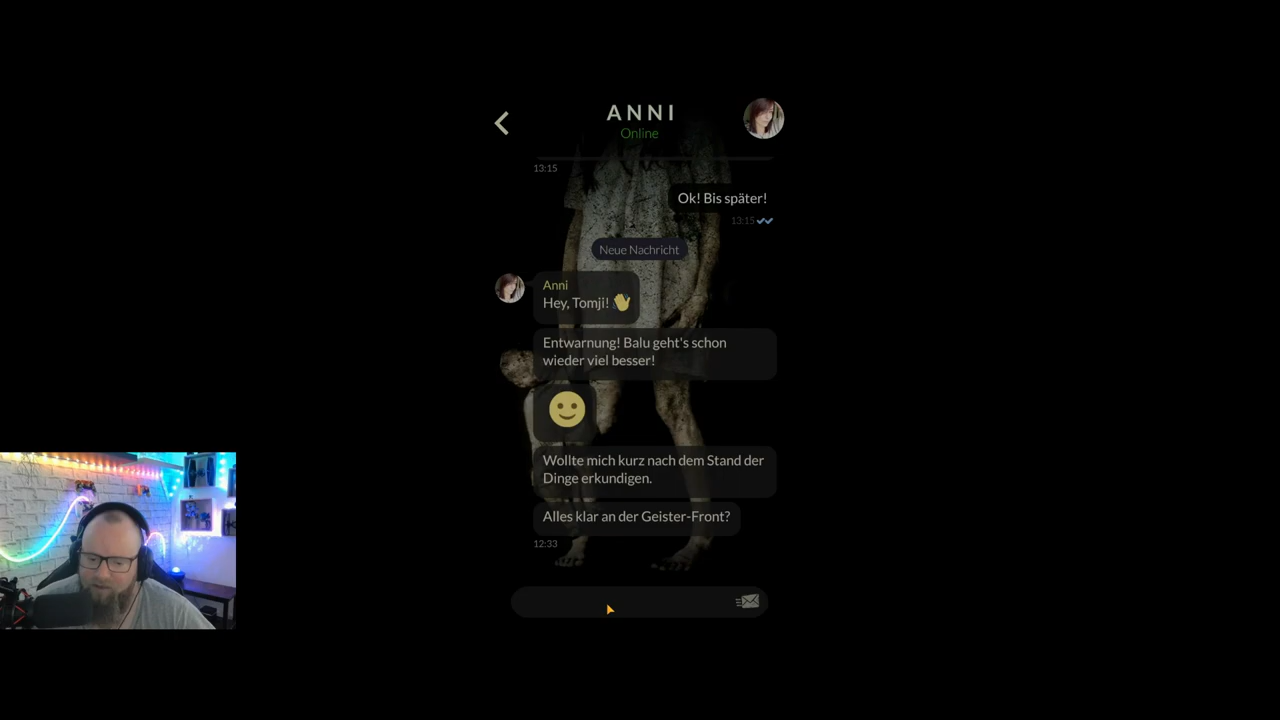 ANNI
Online
13:15
Ok! Bis später!
13:15
Neue Nachricht
Anni
Hey, Tomji! 👋
Entwarnung! Balu geht's schon
wieder viel besser!
🙂
Wollte mich kurz nach dem Stand der
Dinge erkundigen.
Alles klar an der Geister-Front?
12:33